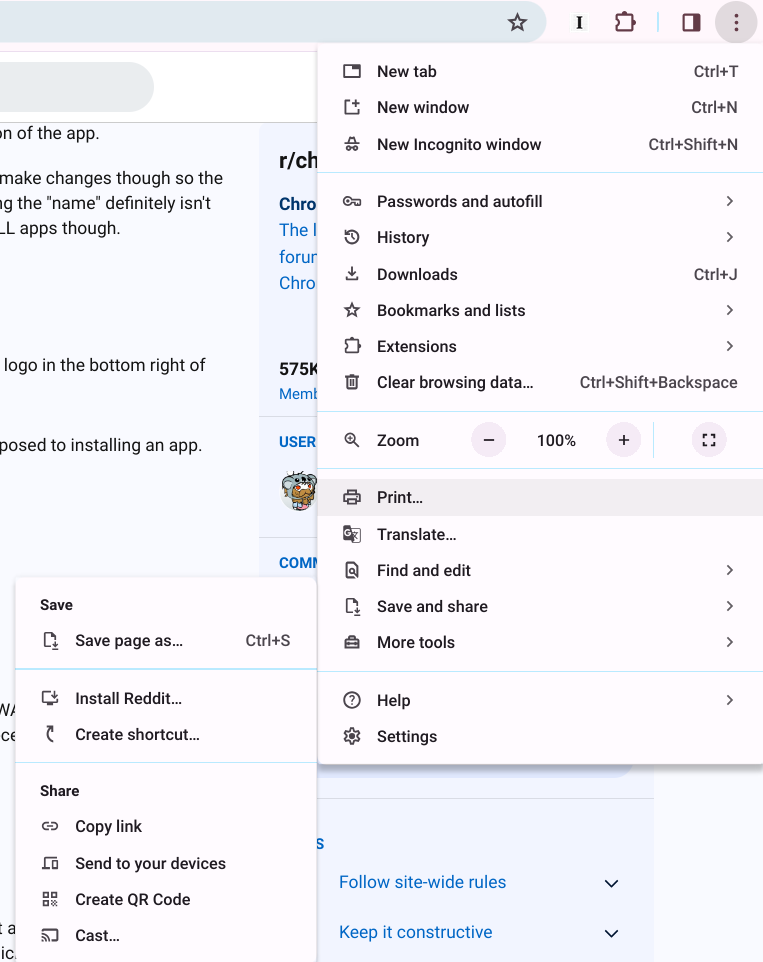 I
on of the app.
make changes though so the
ng the "name" definitely isn't
LL apps though.
logo in the bottom right of
posed to installing an app.
r/ch
Chro
The l
forun
Chro
575K
Memb
USER
COMM
New tab Ctrl+T
New window Ctrl+N
New Incognito window Ctrl+Shift+N
Passwords and autofill
History
Downloads Ctrl+J
Bookmarks and lists
Extensions
Clear browsing data... Ctrl+Shift+Backspace
Zoom − 100% +
Print...
Translate...
Find and edit
Save and share
More tools
Help
Settings
Save
Save page as... Ctrl+S
Install Reddit...
Create shortcut...
Share
Copy link
Send to your devices
Create QR Code
Cast...
S
Follow site-wide rules
Keep it constructive